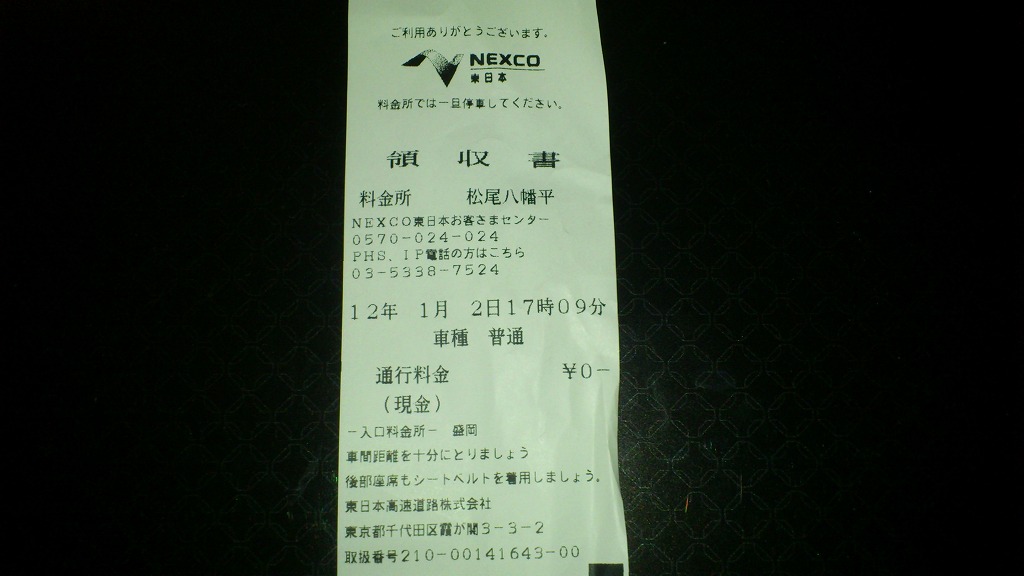 ご利用ありがとうございます。
NEXCO
東日本
料金所では一旦停車してください。
領 収 書
料金所 松尾八幡平
NEXCO東日本お客さまセンター
0570-024-024
PHS、IP電話の方はこちら
03-5338-7524
12年 1月 2日17時09分
車種 普通
通行料金 ¥0-
(現金)
-入口料金所- 盛岡
車間距離を十分にとりましょう
後部座席もシートベルトを着用しましょう。
東日本高速道路株式会社
東京都千代田区霞が関3-3-2
取扱番号210-00141643-00